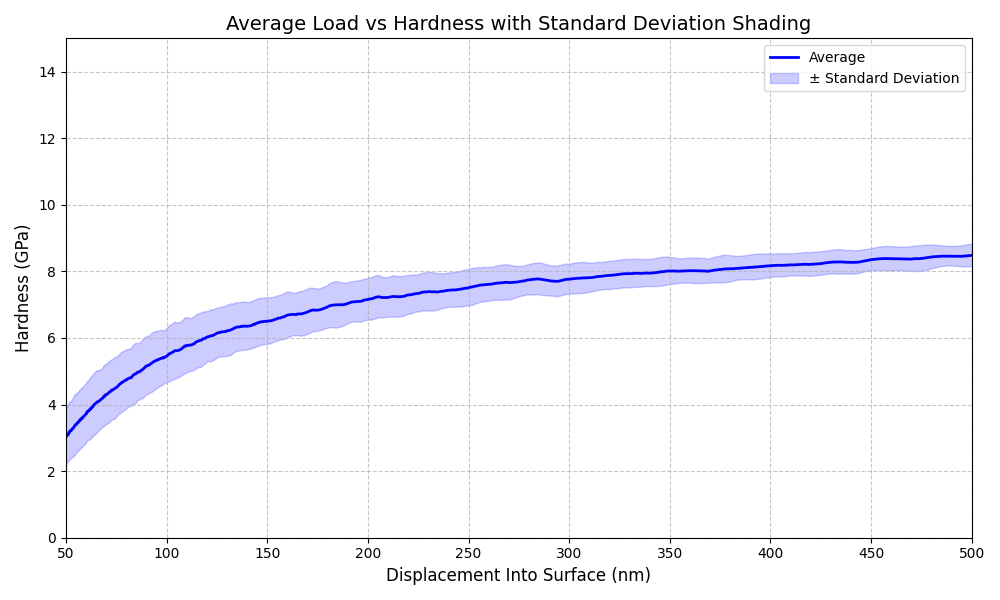 Average Load vs Hardness with Standard Deviation Shading
Average
± Standard Deviation
Hardness (GPa)
14
12
10
8
6
4
2
0
50 100 150 200 250 300 350 400 450 500
Displacement Into Surface (nm)